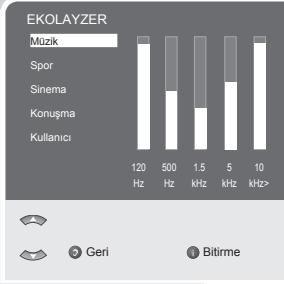 EKOLAYZER
Müzik
Spor
Sinema
Konuşma
Kullanıcı
120 500 1.5 5 10
Hz Hz kHz kHz kHz>
Geri Bitirme